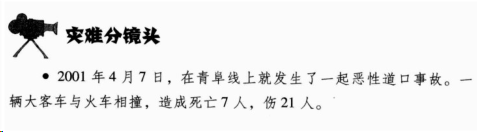 灾难分镜头
● 2001 年 4 月 7 日，在青阜线上就发生了一起恶性道口事故。一
辆大客车与火车相撞，造成死亡 7 人，伤 21 人。